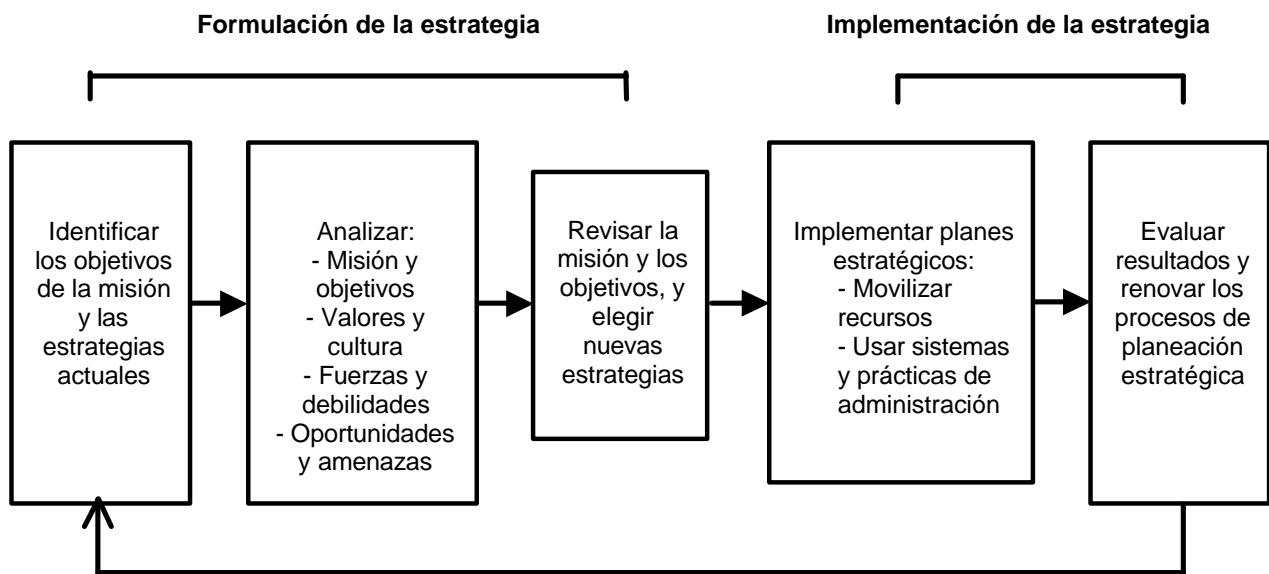 Formulación de la estrategia
Implementación de la estrategia
Identificar
los objetivos
de la misión
y las
estrategias
actuales
Analizar:
- Misión y
objetivos
- Valores y
cultura
- Fuerzas y
debilidades
- Oportunidades
y amenazas
Revisar la
misión y los
objetivos, y
elegir
nuevas
estrategias
Implementar planes
estratégicos:
- Movilizar
recursos
- Usar sistemas
y prácticas de
administración
Evaluar
resultados y
renovar los
procesos de
planeación
estratégica